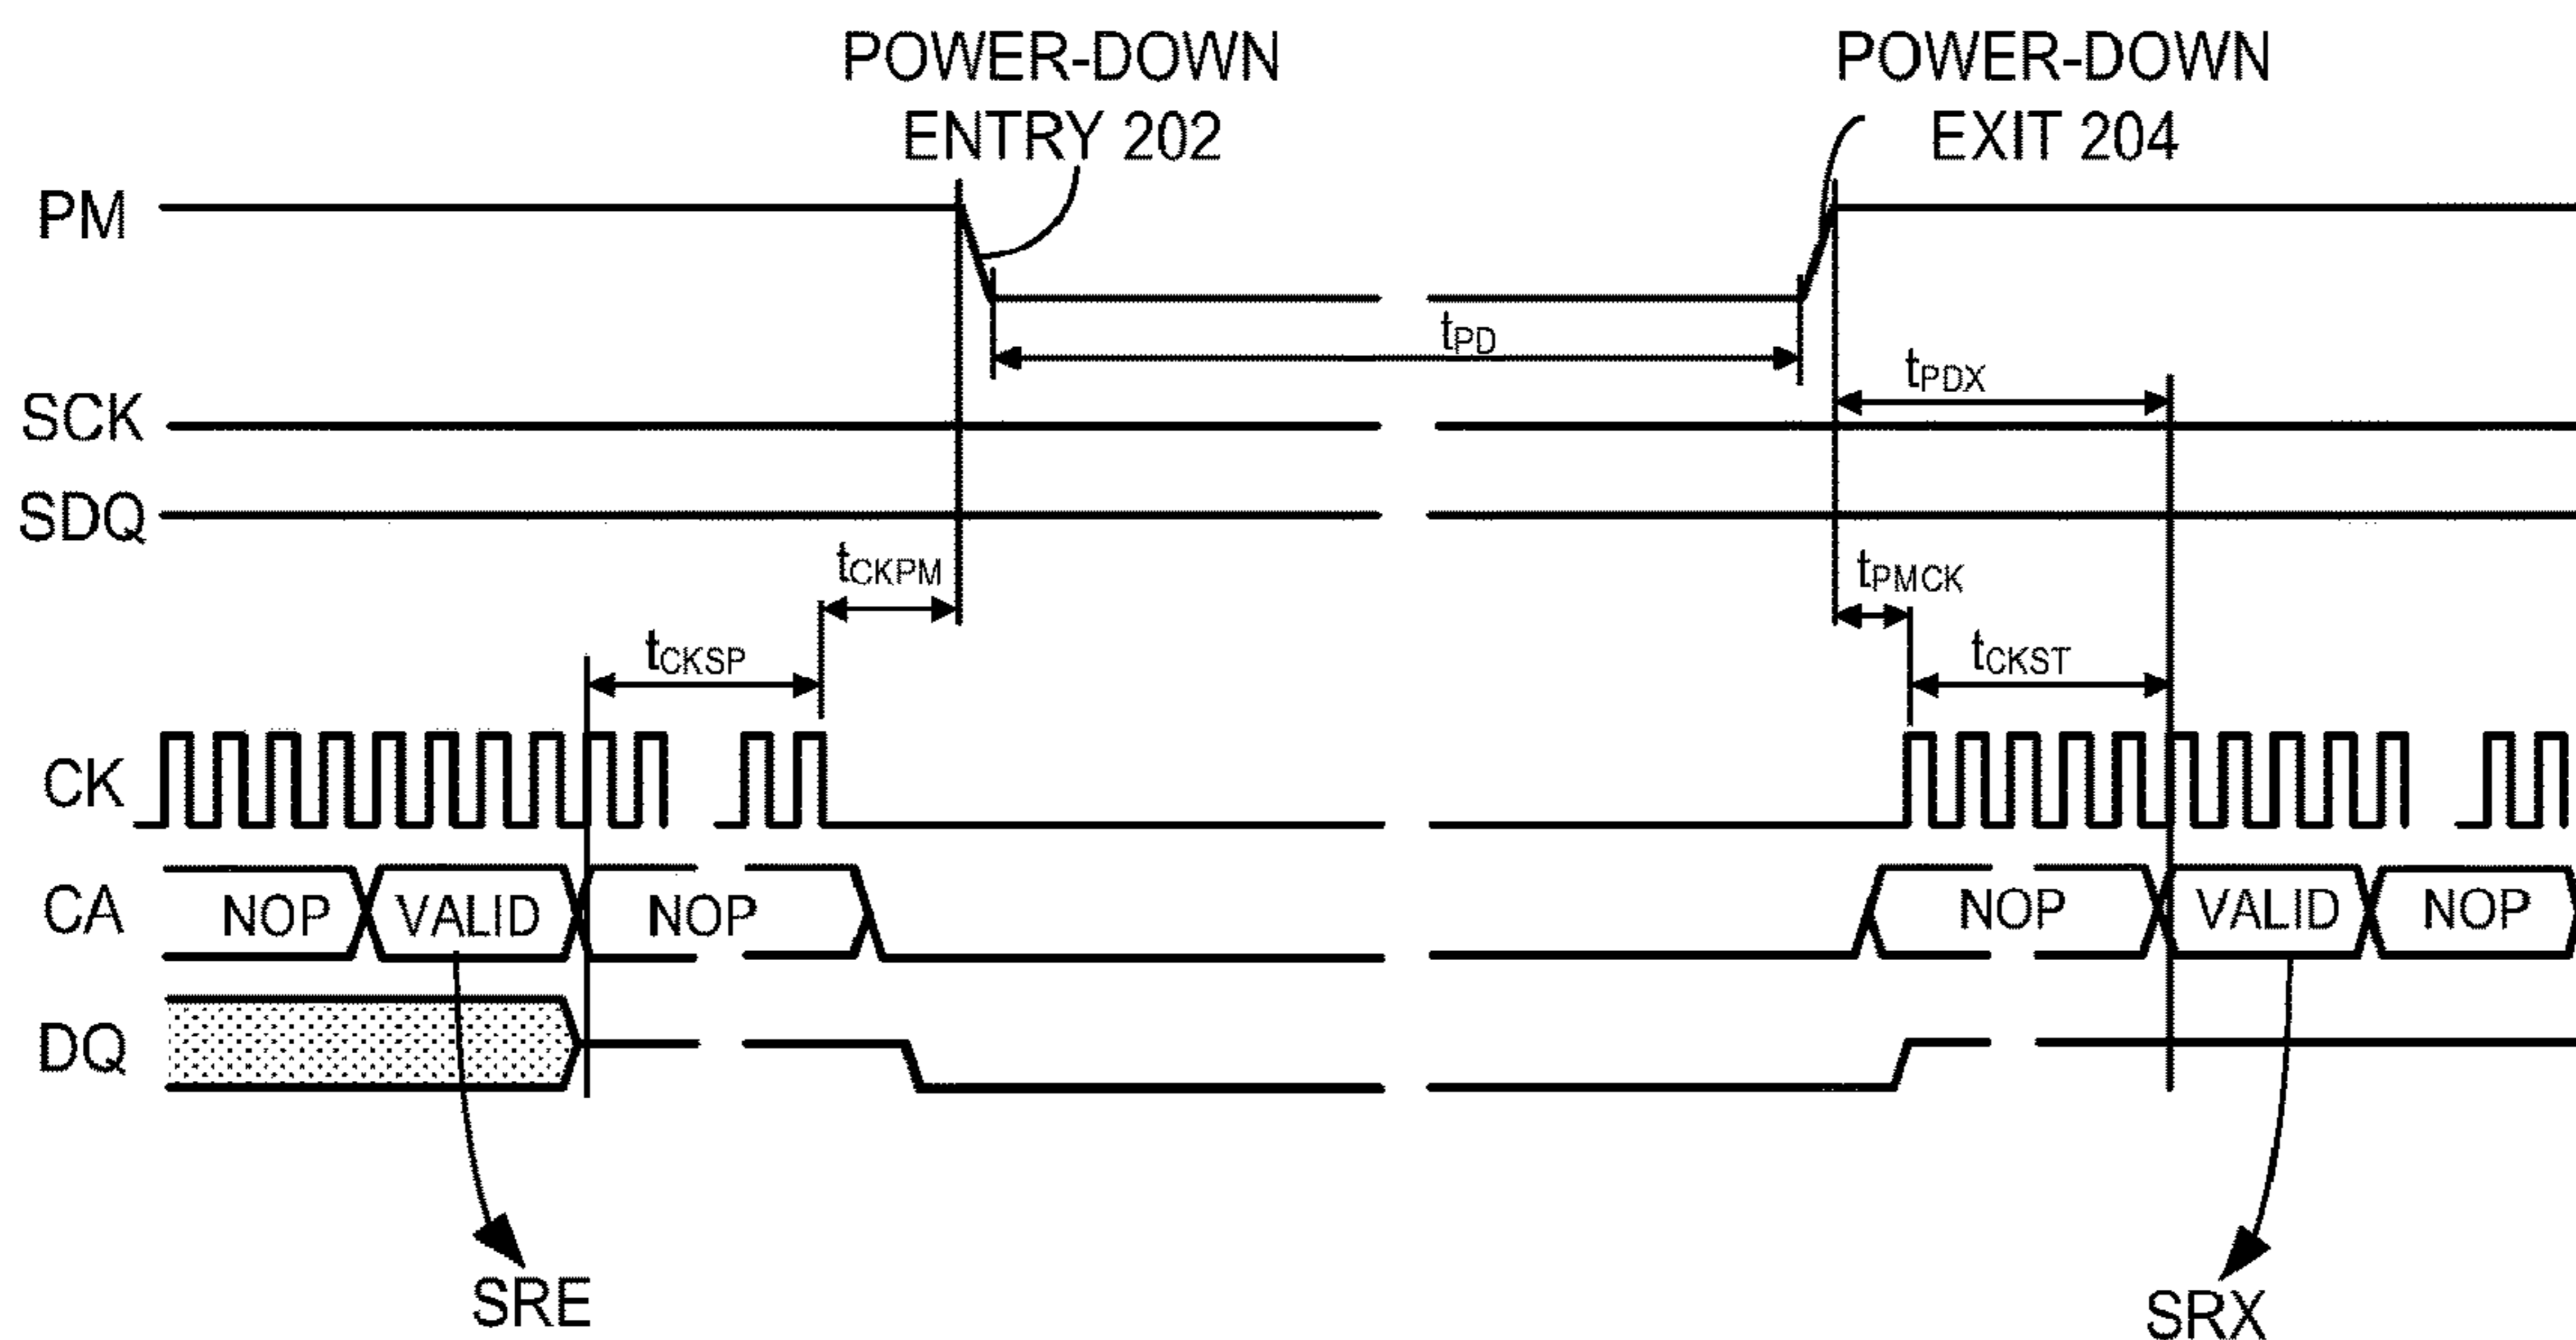 POWER-DOWN
ENTRY 202
POWER-DOWN
EXIT 204
PM
tPD
tPDX
SCK
SDQ
tCKPM
tPMCK
tCKSP
tCKST
CK
CA
NOP
VALID
NOP
NOP
VALID
NOP
DQ
SRE
SRX